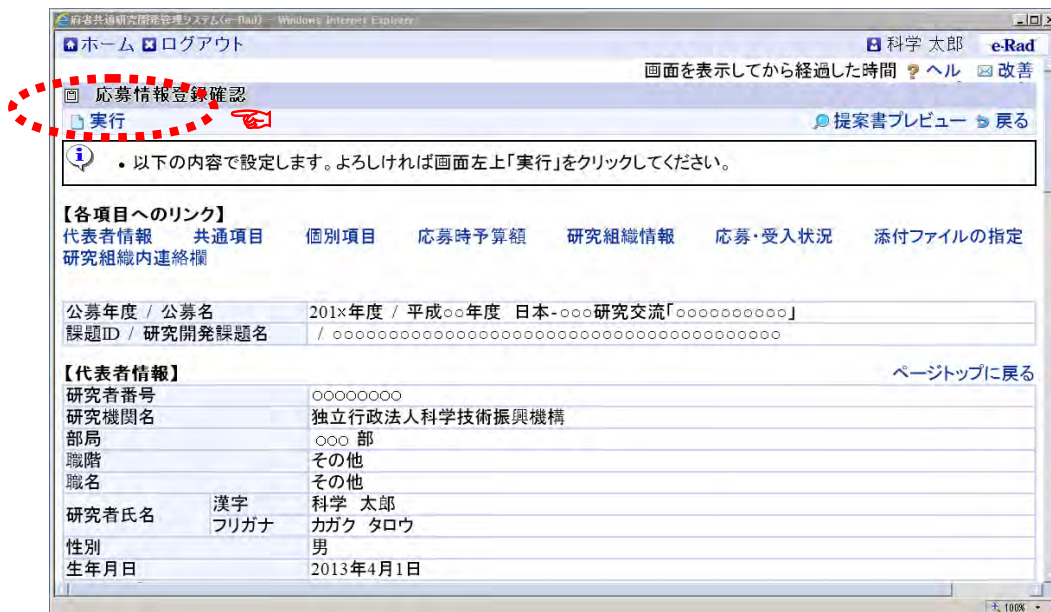 府省共通研究開発管理システム(e-Rad) - Windows Internet Explorer
ホーム ログアウト 科学 太郎 e-Rad
画面を表示してから経過した時間 ? ヘル 改善
応募情報登録確認
実行 提案書プレビュー 戻る
• 以下の内容で設定します。よろしければ画面左上「実行」をクリックしてください。
【各項目へのリンク】
代表者情報 共通項目 個別項目 応募時予算額 研究組織情報 応募・受入状況 添付ファイルの指定
研究組織内連絡欄
公募年度 / 公募名 201×年度 / 平成○○年度 日本-○○○研究交流「○○○○○○○○○○」
課題ID / 研究開発課題名 / ○○○○○○○○○○○○○○○○○○○○○○○○○○○○○○○○○○○○○○○○
【代表者情報】 ページトップに戻る
研究者番号 ○○○○○○○○
研究機関名 独立行政法人科学技術振興機構
部局 ○○○ 部
職階 その他
職名 その他
研究者氏名 漢字 科学 太郎
フリガナ カガク タロウ
性別 男
生年月日 2013年4月1日
100%